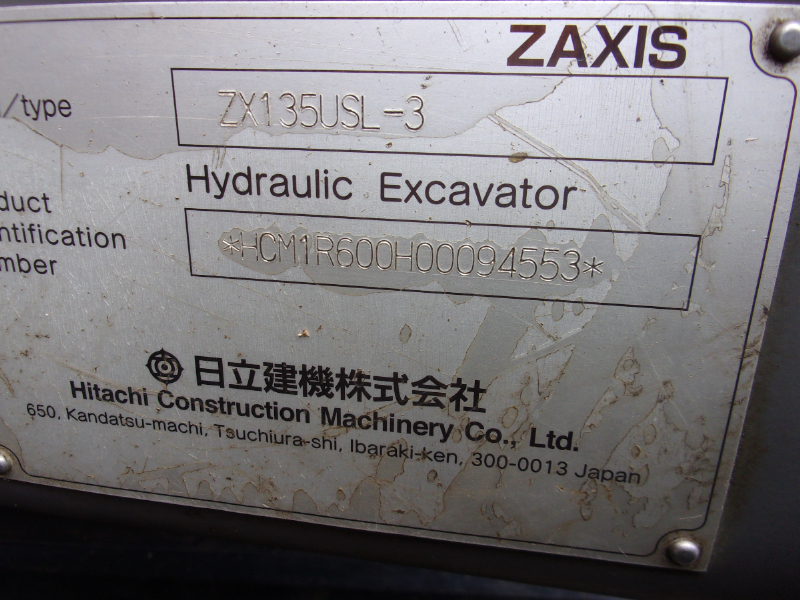 ZAXIS
/type
ZX135USL-3
Hydraulic Excavator
duct
ntification
mber
*HCM1R600H00094553*
日立建機株式会社
Hitachi Construction Machinery Co., Ltd.
650, Kandatsu-machi, Tsuchiura-shi, Ibaraki-ken, 300-0013 Japan